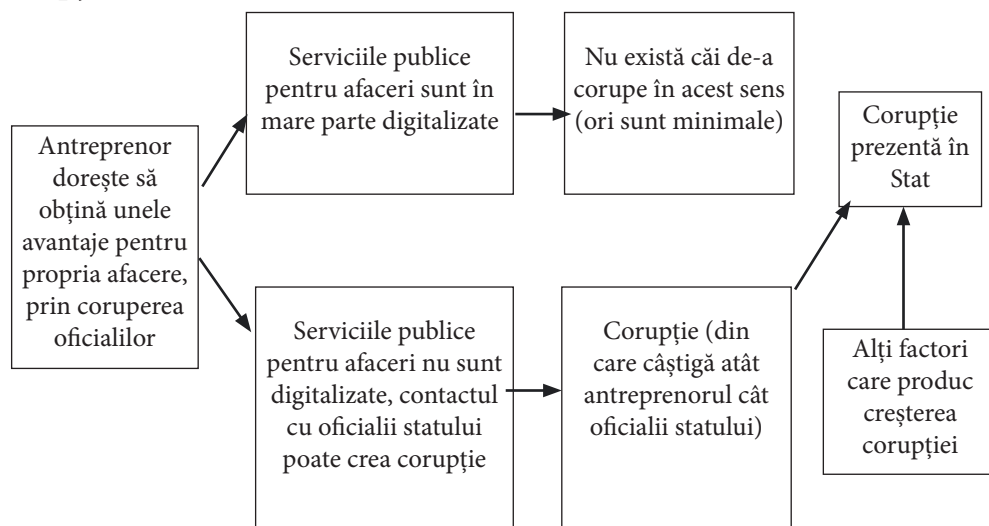 Antreprenor
dorește să
obțină unele
avantaje pentru
propria afacere,
prin coruperea
oficialilor
Serviciile publice
pentru afaceri sunt în
mare parte digitalizate
Nu există căi de-a
corupe în acest sens
(ori sunt minimale)
Serviciile publice
pentru afaceri nu sunt
digitalizate, contactul
cu oficialii statului
poate crea corupție
Corupție (din
care câștigă atât
antreprenorul cât
oficialii statului)
Corupție
prezentă în
Stat
Alți factori
care produc
creșterea
corupției